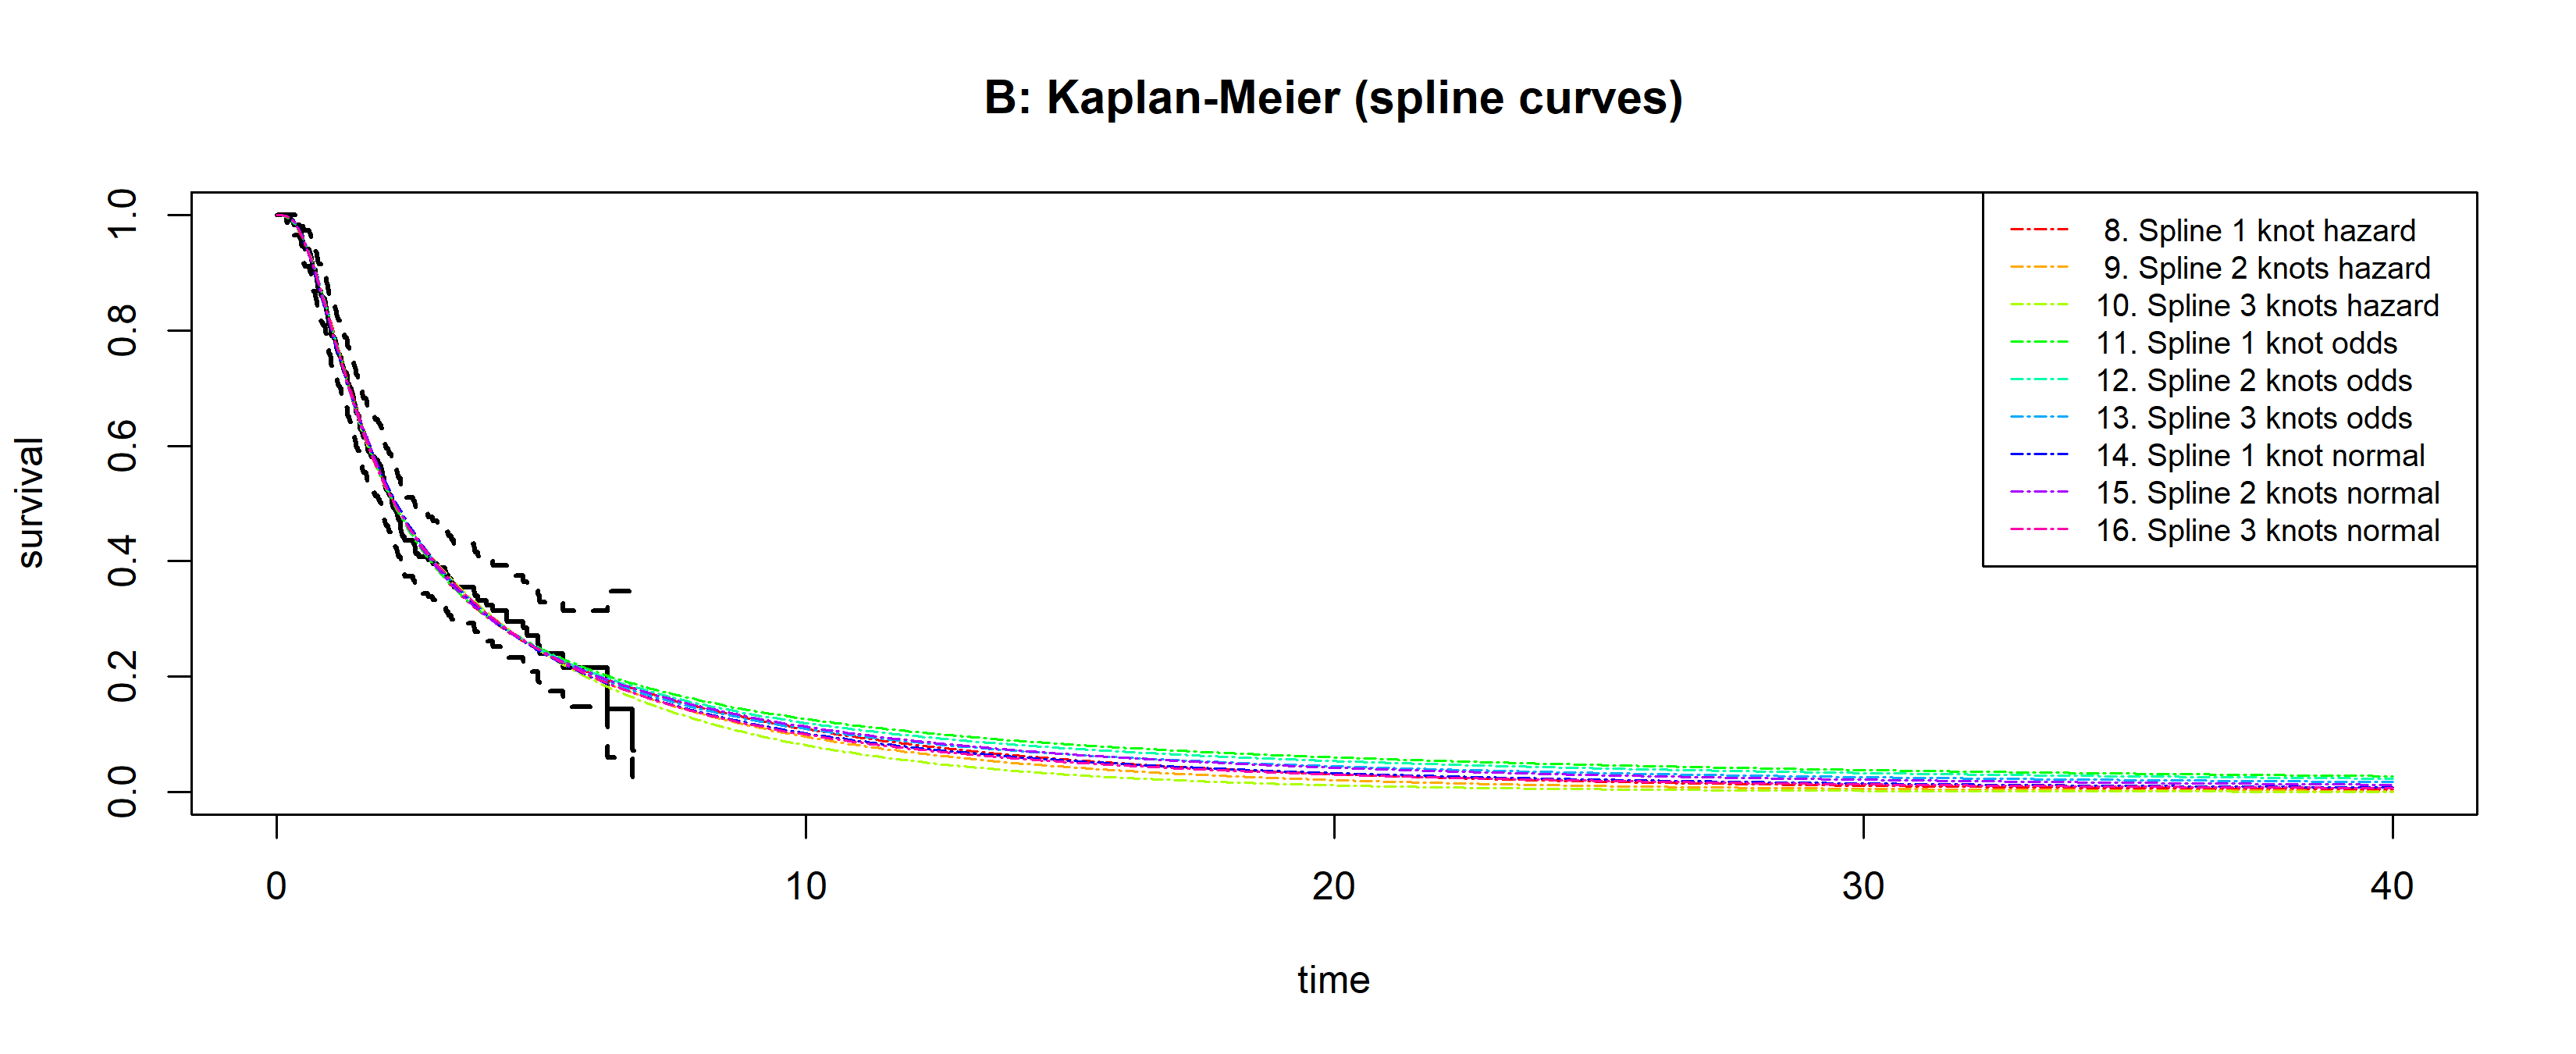 B: Kaplan-Meier (spline curves)
survival
1.0
0.8
0.6
0.4
0.2
0.0
8. Spline 1 knot hazard
9. Spline 2 knots hazard
10. Spline 3 knots hazard
11. Spline 1 knot odds
12. Spline 2 knots odds
13. Spline 3 knots odds
14. Spline 1 knot normal
15. Spline 2 knots normal
16. Spline 3 knots normal
0 10 20 30 40
time